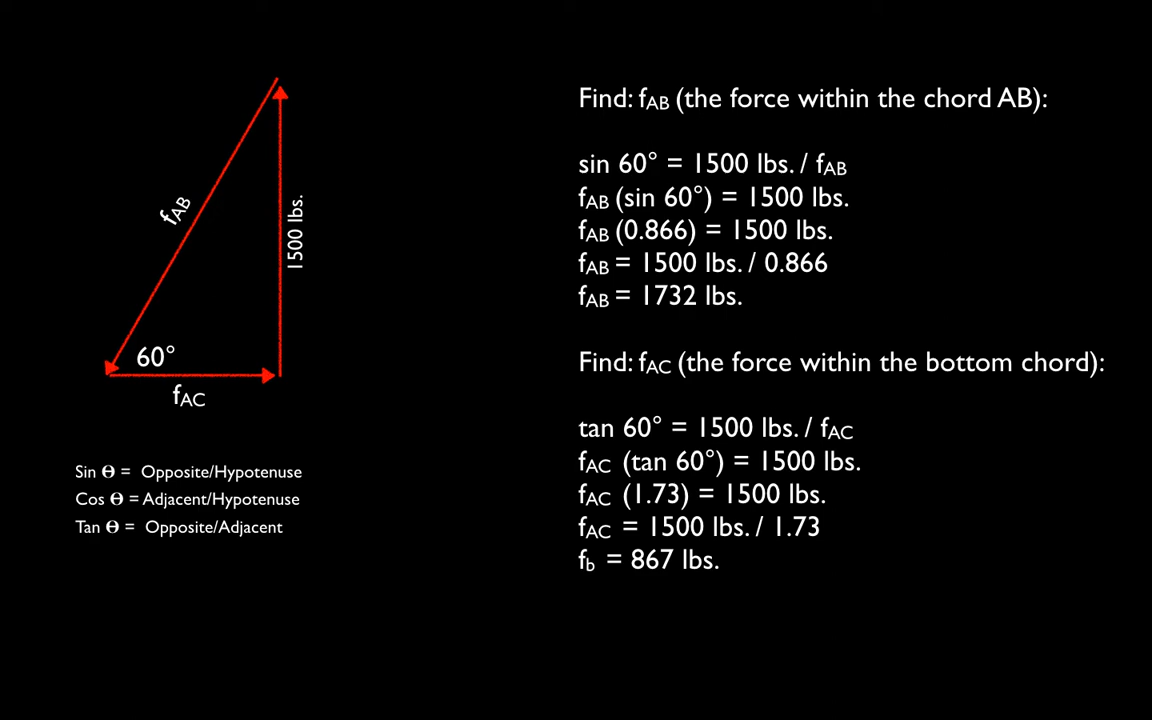 fAB
1500 lbs.
60°
fAC
Sin Θ = Opposite/Hypotenuse
Cos Θ = Adjacent/Hypotenuse
Tan Θ = Opposite/Adjacent
Find: fAB (the force within the chord AB):
sin 60° = 1500 lbs. / fAB
fAB (sin 60°) = 1500 lbs.
fAB (0.866) = 1500 lbs.
fAB = 1500 lbs. / 0.866
fAB = 1732 lbs.
Find: fAC (the force within the bottom chord):
tan 60° = 1500 lbs. / fAC
fAC (tan 60°) = 1500 lbs.
fAC (1.73) = 1500 lbs.
fAC = 1500 lbs. / 1.73
fb = 867 lbs.